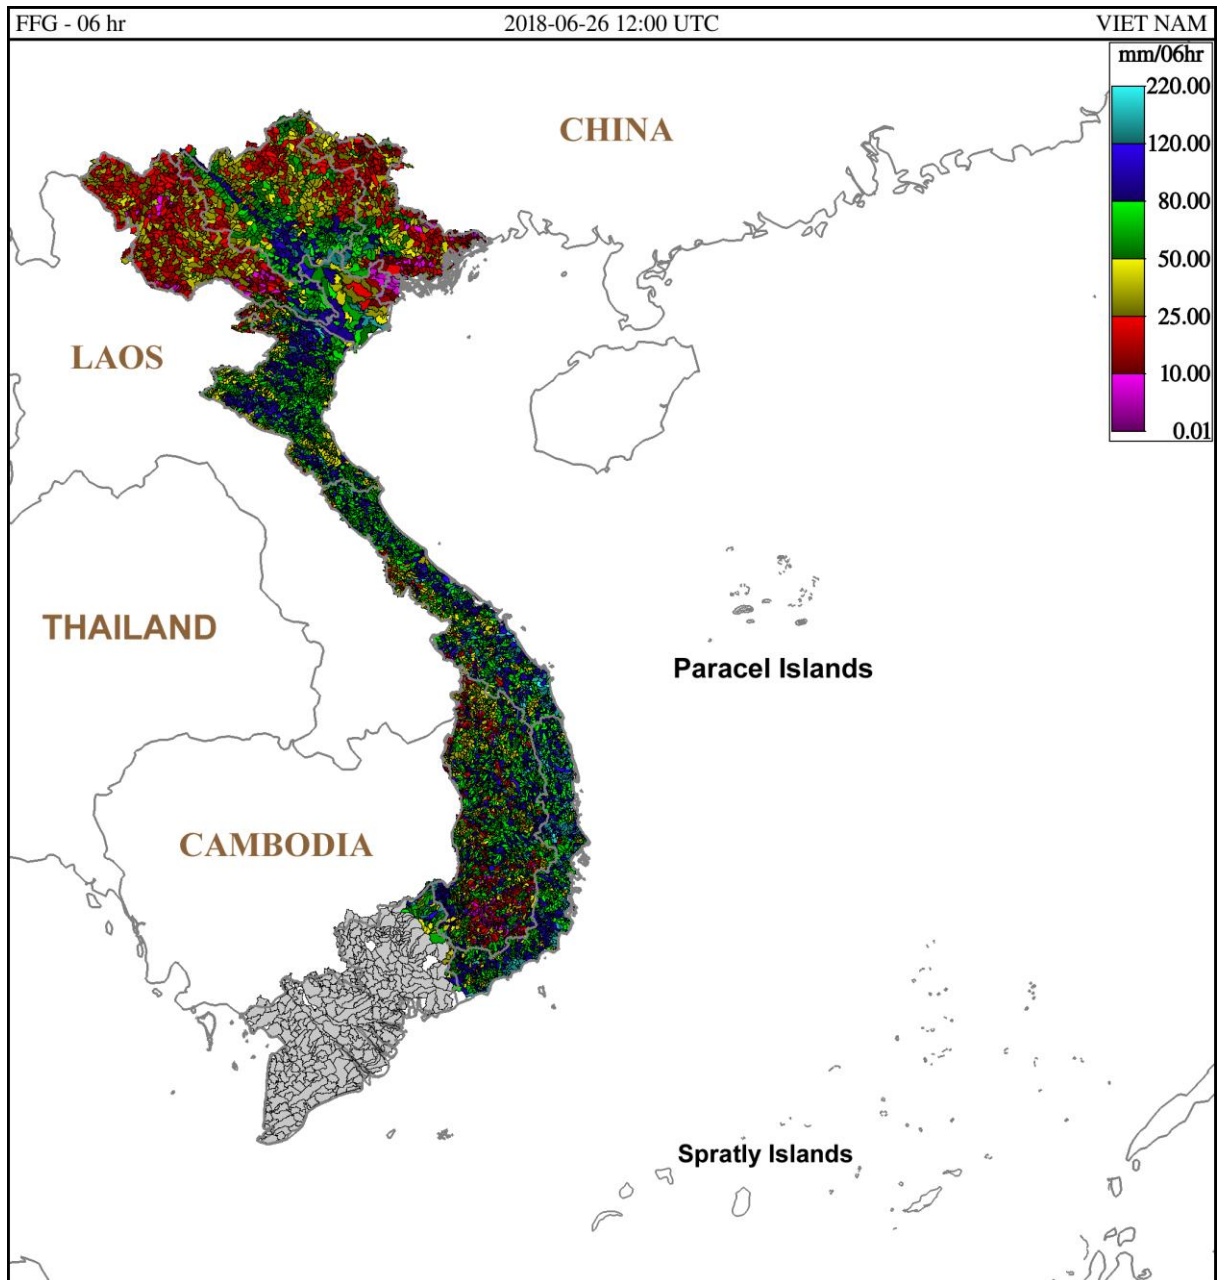 FFG - 06 hr
2018-06-26 12:00 UTC
VIET NAM
mm/06hr
220.00
120.00
80.00
50.00
25.00
10.00
0.01
CHINA
LAOS
THAILAND
Paracel Islands
CAMBODIA
Spratly Islands